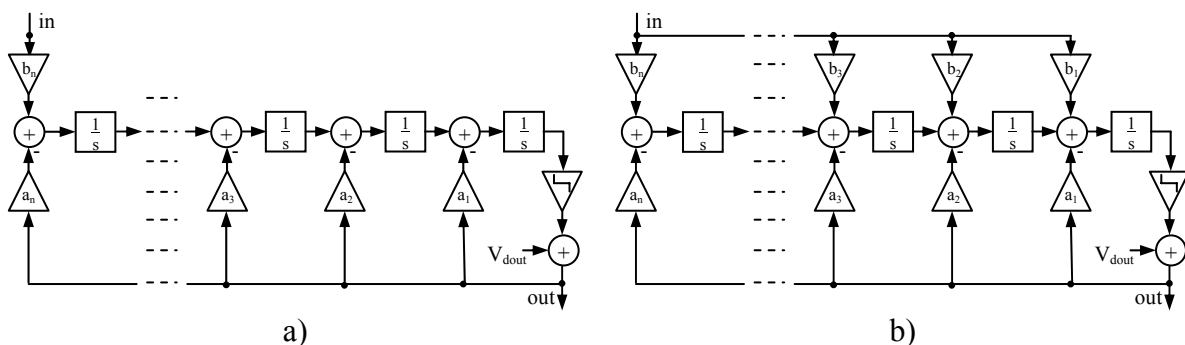 in
b_n
+
1/s
-
a_n
+
1/s
-
a_3
+
1/s
-
a_2
+
1/s
-
a_1
V_dout
+
out
a)
in
b_n
b_3
b_2
b_1
+
1/s
-
a_n
+
1/s
-
a_3
+
1/s
-
a_2
+
1/s
-
a_1
V_dout
+
out
b)